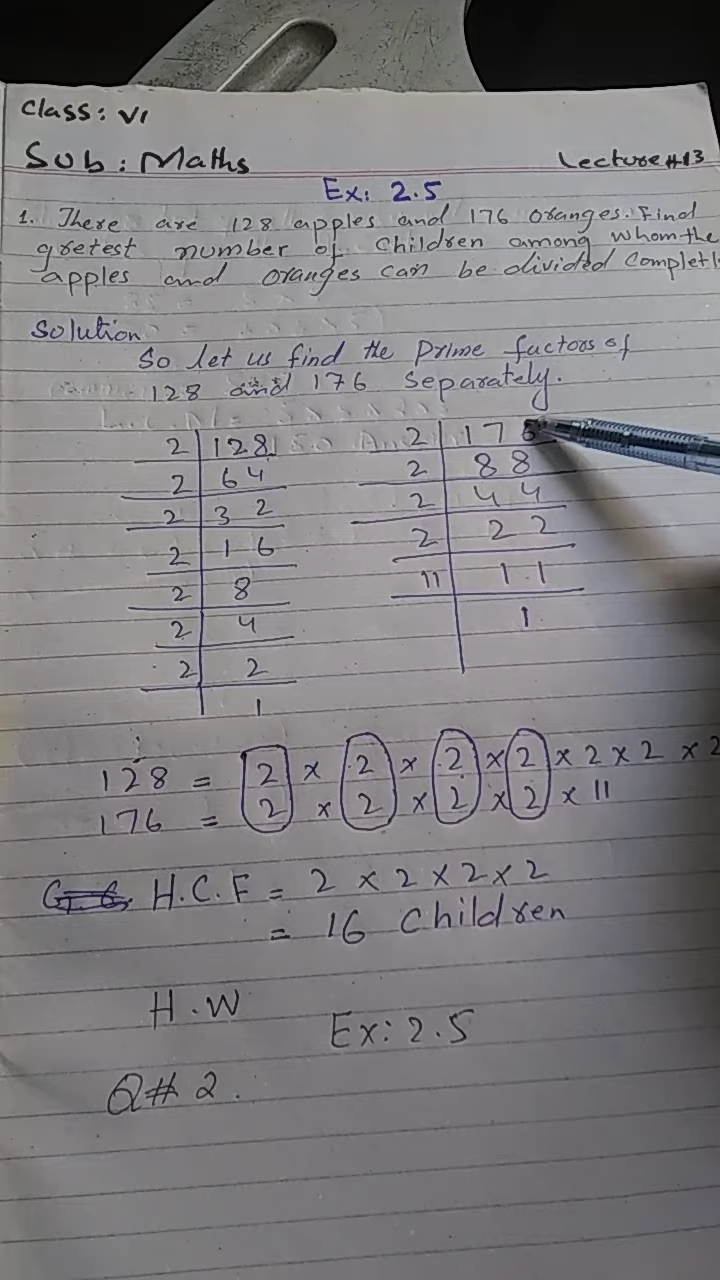 Class: VI
Sub: Maths
Lecture#13
Ex: 2.5
1. There are 128 apples and 176 oranges. Find
gretest number of Children among whom the
apples and oranges can be divided Completl
Solution
So let us find the Prime factors of
128 and 176 Separately.
2 | 128
2 | 64
2 | 32
2 | 16
2 | 8
2 | 4
2 | 2
1
2 | 176
2 | 88
2 | 44
2 | 22
11 | 11
1
128 = 2 × 2 × 2 × 2 × 2 × 2 × 2
176 = 2 × 2 × 2 × 2 × 11
H.C.F = 2 × 2 × 2 × 2
= 16 Children
H.W
Ex: 2.5
Q# 2.